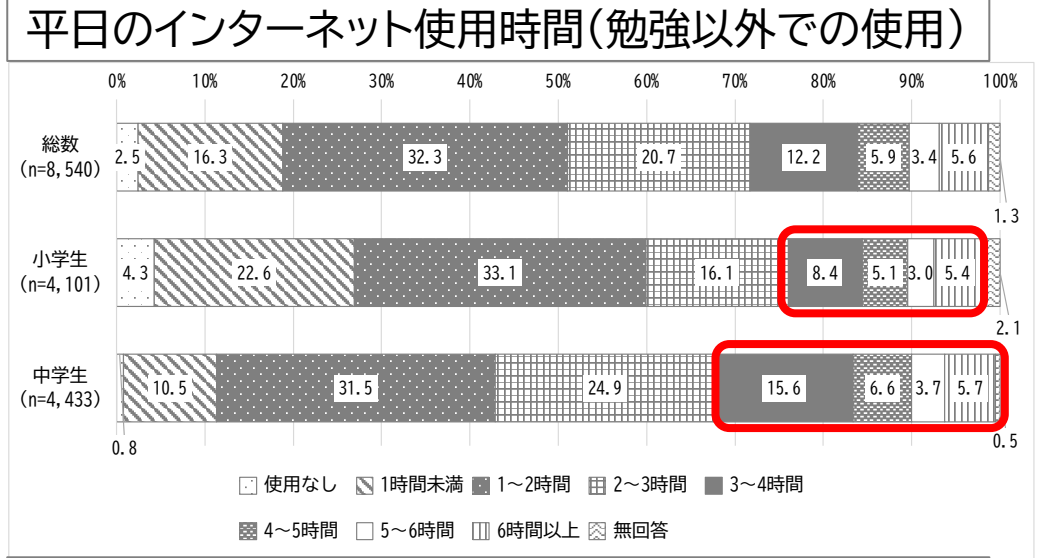 平日のインターネット使用時間(勉強以外での使用)
0% 10% 20% 30% 40% 50% 60% 70% 80% 90% 100%
総数
(n=8,540)
2.5 16.3 32.3 20.7 12.2 5.9 3.4 5.6
1.3
小学生
(n=4,101)
4.3 22.6 33.1 16.1 8.4 5.1 3.0 5.4
2.1
中学生
(n=4,433)
10.5 31.5 24.9 15.6 6.6 3.7 5.7
0.8 0.5
使用なし 1時間未満 1～2時間 2～3時間 3～4時間
4～5時間 5～6時間 6時間以上 無回答